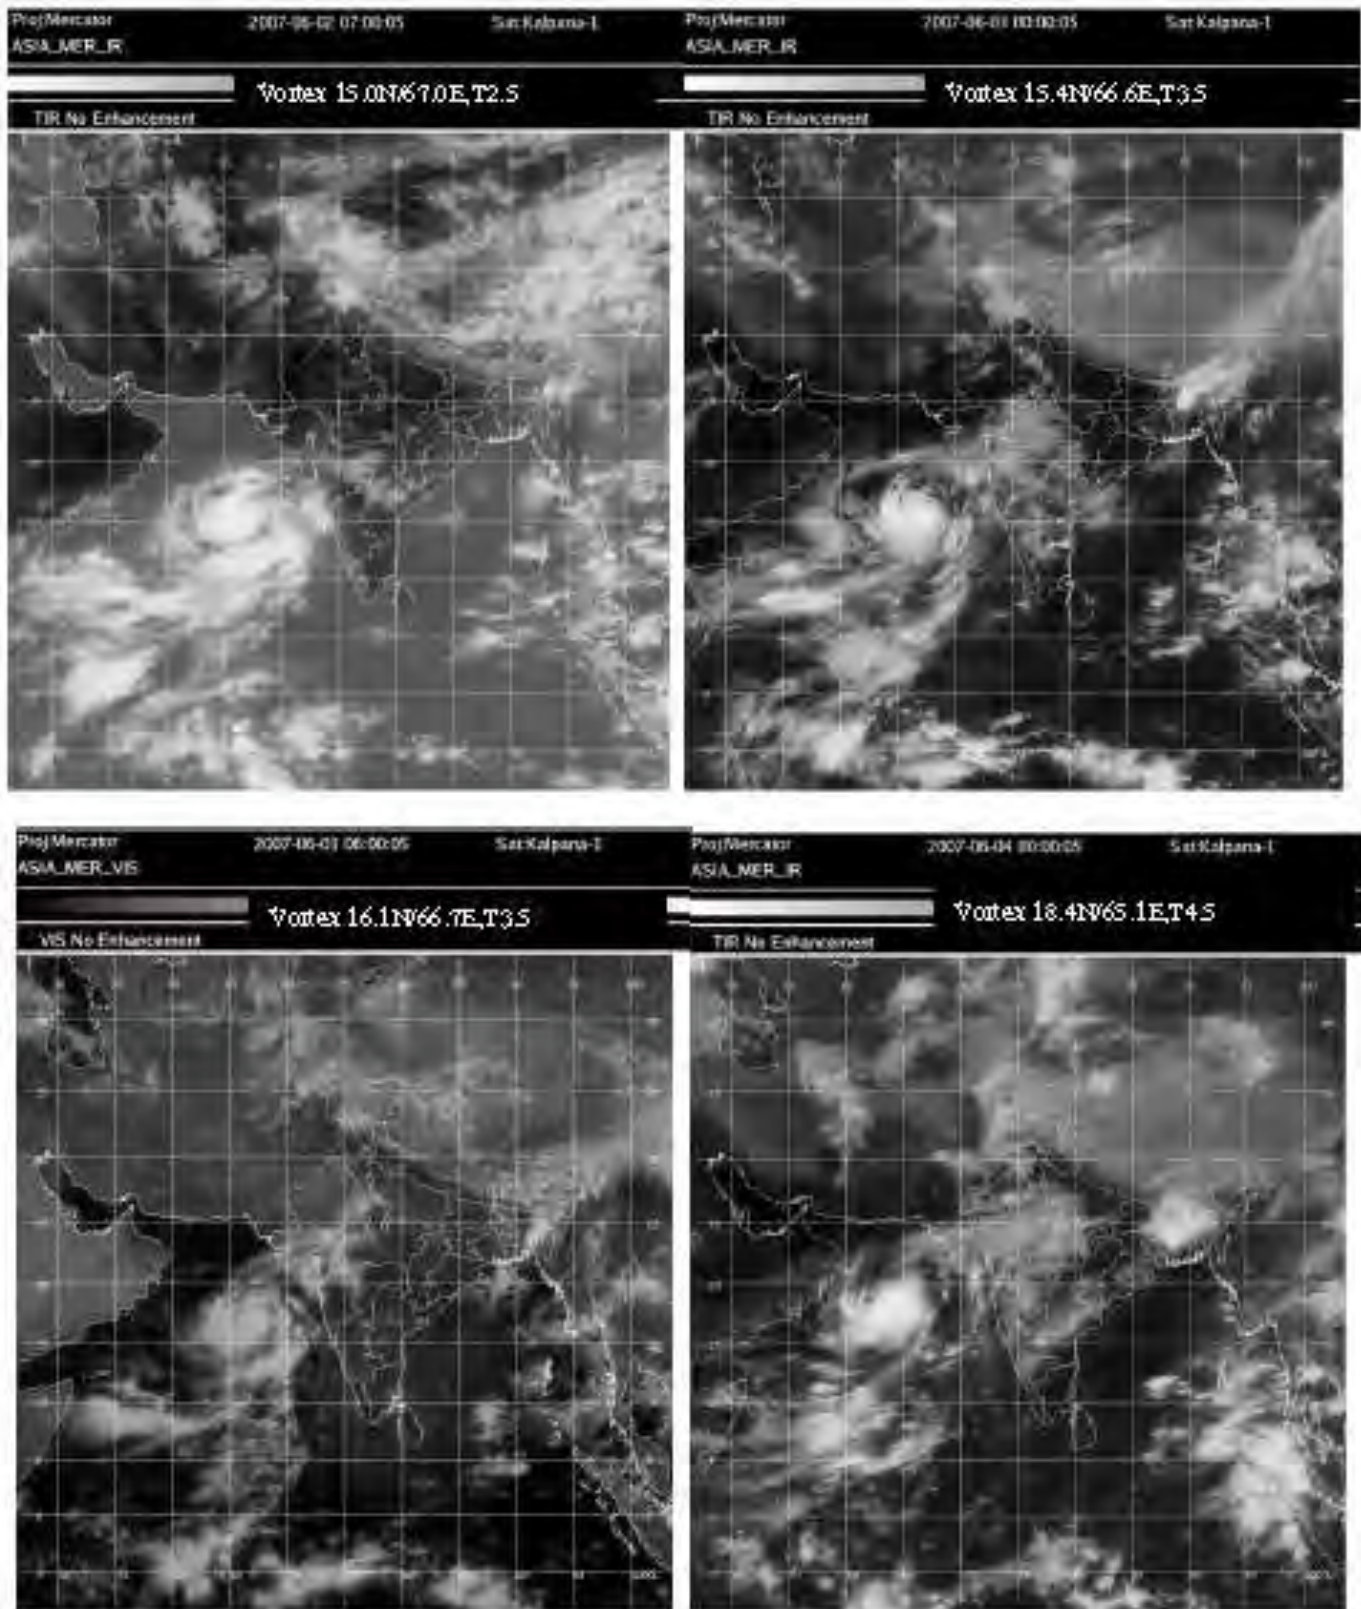 Proj:Mercator 2007-06-02 07:00:05 Sat:Kalpana-1
ASIA_MER_IR
Vortex 15.0N/67.0E,T2.5
TIR No Enhancement
Proj:Mercator 2007-06-03 00:00:05 Sat:Kalpana-1
ASIA_MER_IR
Vortex 15.4N/66.6E,T3.5
TIR No Enhancement
Proj:Mercator 2007-06-03 06:00:05 Sat:Kalpana-1
ASIA_MER_VIS
Vortex 16.1N/66.7E,T3.5
VIS No Enhancement
Proj:Mercator 2007-06-04 00:00:05 Sat:Kalpana-1
ASIA_MER_IR
Vortex 18.4N/65.1E,T4.5
TIR No Enhancement